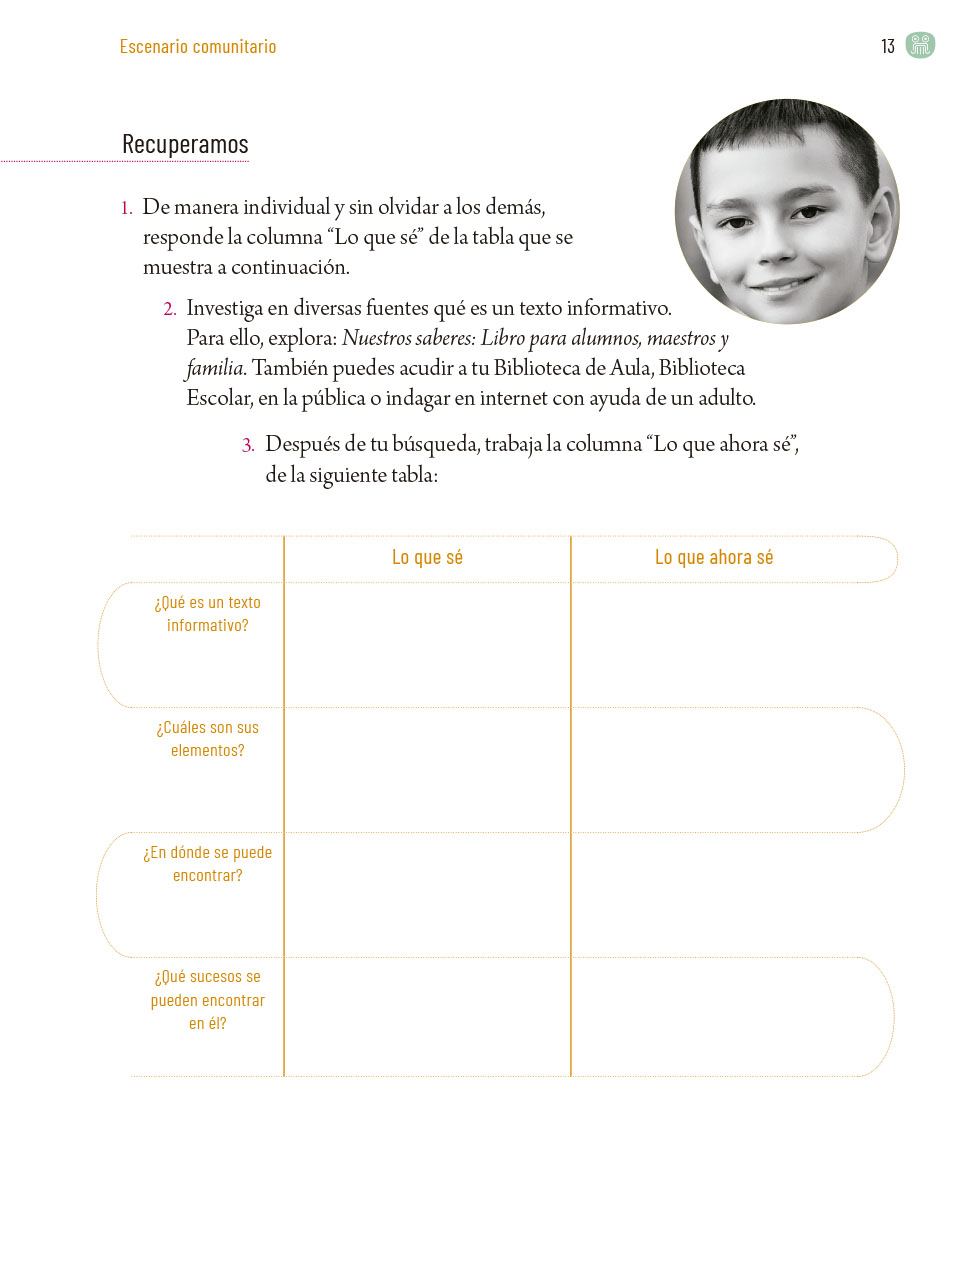 Escenario comunitario
13
Recuperamos
1. De manera individual y sin olvidar a los demás,
responde la columna “Lo que sé” de la tabla que se
muestra a continuación.
2. Investiga en diversas fuentes qué es un texto informativo.
Para ello, explora: Nuestros saberes: Libro para alumnos, maestros y
familia. También puedes acudir a tu Biblioteca de Aula, Biblioteca
Escolar, en la pública o indagar en internet con ayuda de un adulto.
3. Después de tu búsqueda, trabaja la columna “Lo que ahora sé”,
de la siguiente tabla:
Lo que sé
Lo que ahora sé
¿Qué es un texto
informativo?
¿Cuáles son sus
elementos?
¿En dónde se puede
encontrar?
¿Qué sucesos se
pueden encontrar
en él?